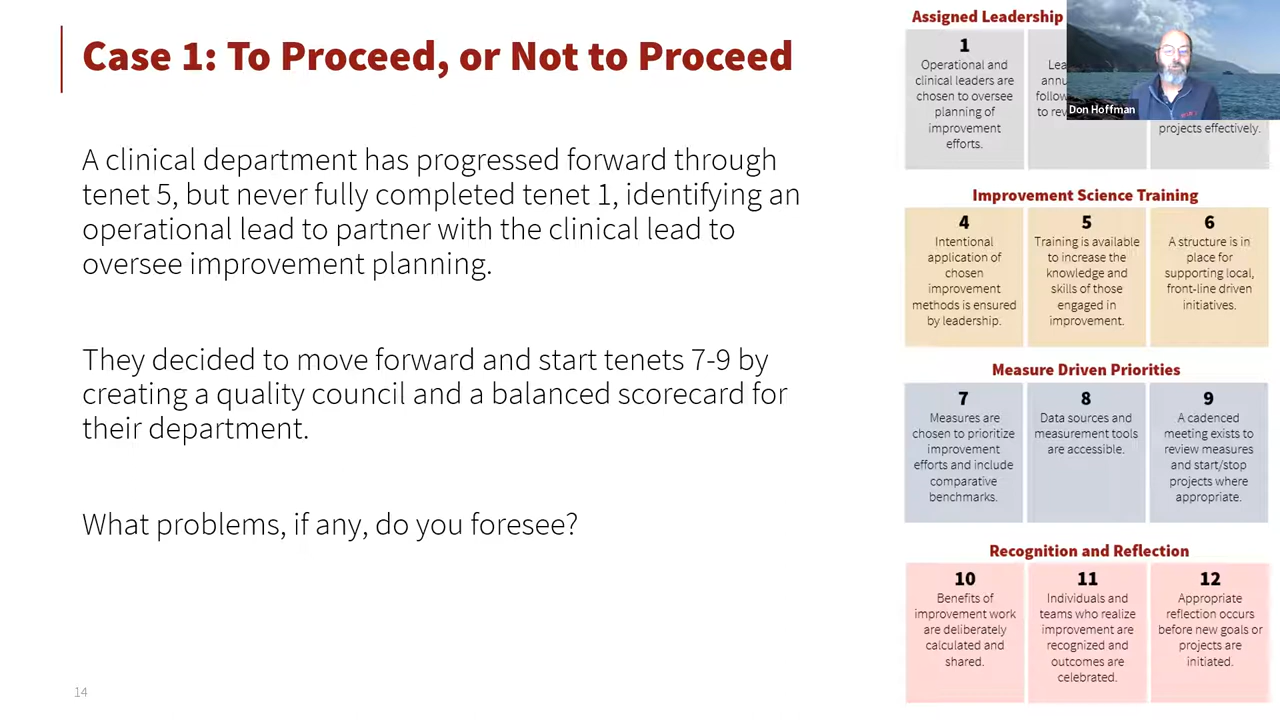 Case 1: To Proceed, or Not to Proceed
A clinical department has progressed forward through
tenet 5, but never fully completed tenet 1, identifying an
operational lead to partner with the clinical lead to
oversee improvement planning.
They decided to move forward and start tenets 7-9 by
creating a quality council and a balanced scorecard for
their department.
What problems, if any, do you foresee?
14
Assigned Leadership
1
Operational and
clinical leaders are
chosen to oversee
planning of
improvement
efforts.
to
projects effectively.
Don Hoffman
Improvement Science Training
4
Intentional
application of
chosen
improvement
methods is ensured
by leadership.
5
Training is available
to increase the
knowledge and
skills of those
engaged in
improvement.
6
A structure is in
place for
supporting local,
front-line driven
initiatives.
Measure Driven Priorities
7
Measures are
chosen to prioritize
improvement
efforts and include
comparative
benchmarks.
8
Data sources and
measurement tools
are accessible.
9
A cadenced
meeting exists to
review measures
and start/stop
projects where
appropriate.
Recognition and Reflection
10
Benefits of
improvement work
are deliberately
calculated and
shared.
11
Individuals and
teams who realize
improvement are
recognized and
outcomes are
celebrated.
12
Appropriate
reflection occurs
before new goals or
projects are
initiated.